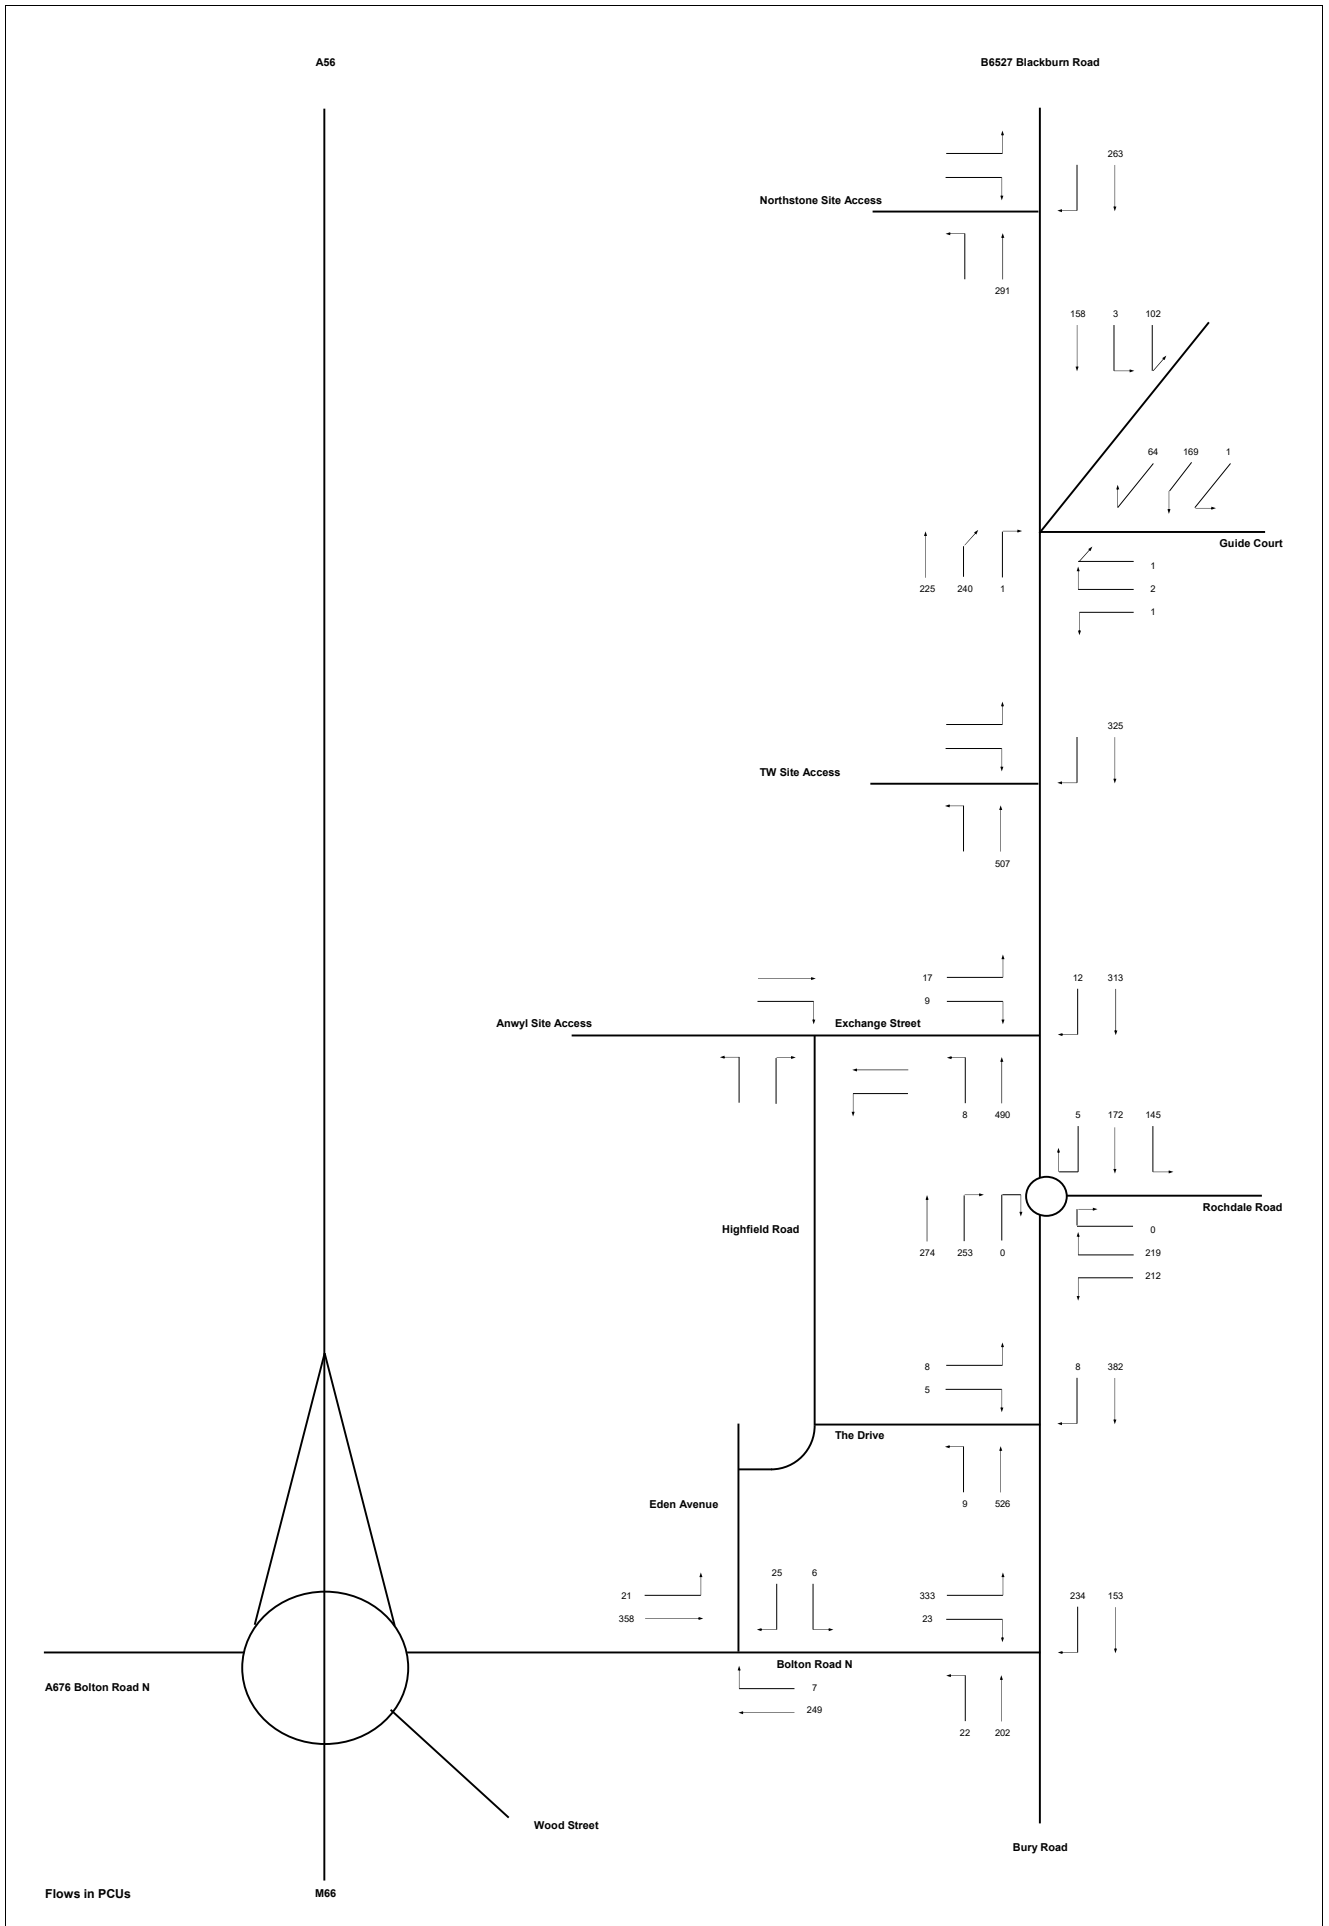 A56 B6527 Blackburn Road
263
Northstone Site Access
291
158 3 102
64 169 1
Guide Court
1
225 240 1
2
1
325
TW Site Access
507
17 12 313
9
Anwyl Site Access Exchange Street
8 490 5 172 145
Rochdale Road
Highfield Road 0
274 253 0 219
212
8 8 382
5
The Drive
Eden Avenue 9 526
25 6
21 333 234 153
358 23
Bolton Road N
A676 Bolton Road N 7
249
22 202
Wood Street
Bury Road
Flows in PCUs M66